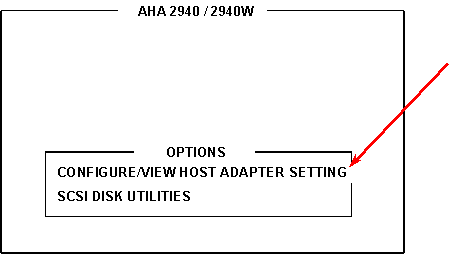 AHA 2940 / 2940W
OPTIONS
CONFIGURE/VIEW HOST ADAPTER SETTING
SCSI DISK UTILITIES